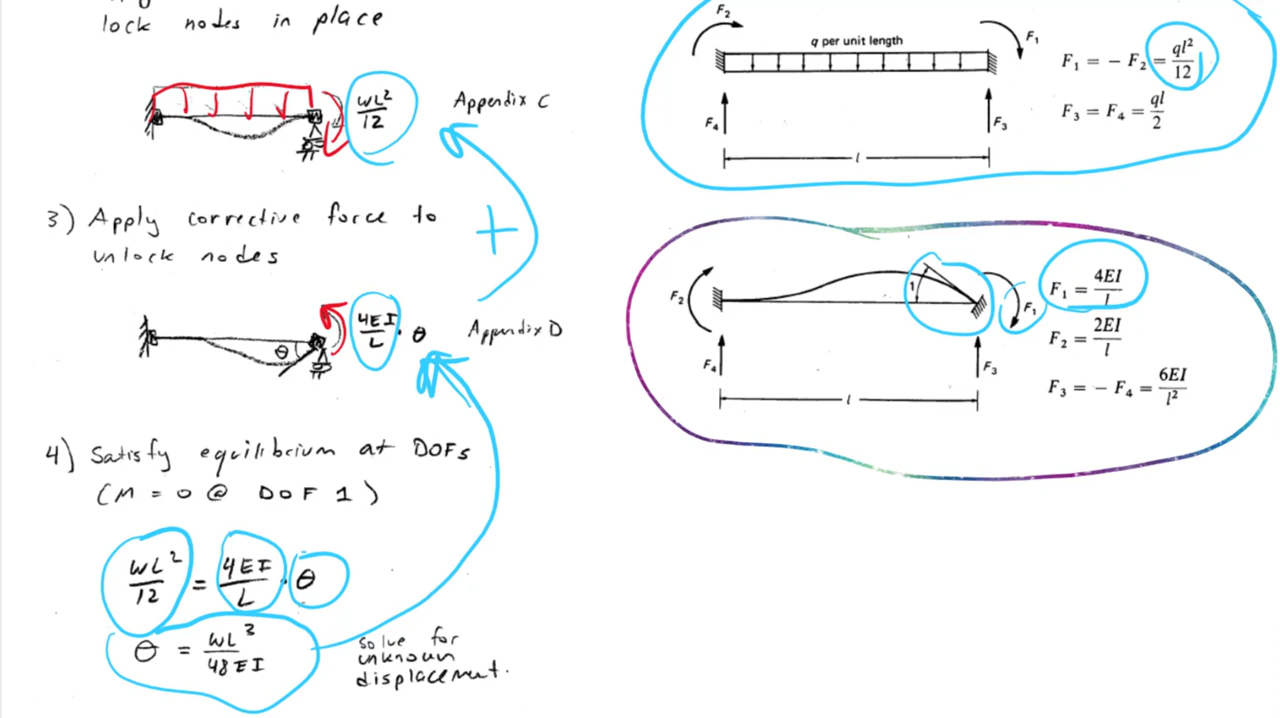 lock nodes in place
WL²/12
Appendix C
3) Apply corrective force to
unlock nodes
θ
4EI/L · θ
Appendix D
4) Satisfy equilibrium at DOFs
(M = 0 @ DOF 1)
WL²/12 = 4EI/L · θ
θ = WL³/48EI
solve for
unknown
displacement.
F₂
F₁
q per unit length
F₁ = − F₂ = ql²/12
F₃ = F₄ = ql/2
F₄
F₃
l
F₂
1
F₁
F₁ = 4EI/l
F₂ = 2EI/l
F₃ = − F₄ = 6EI/l²
F₄
F₃
l